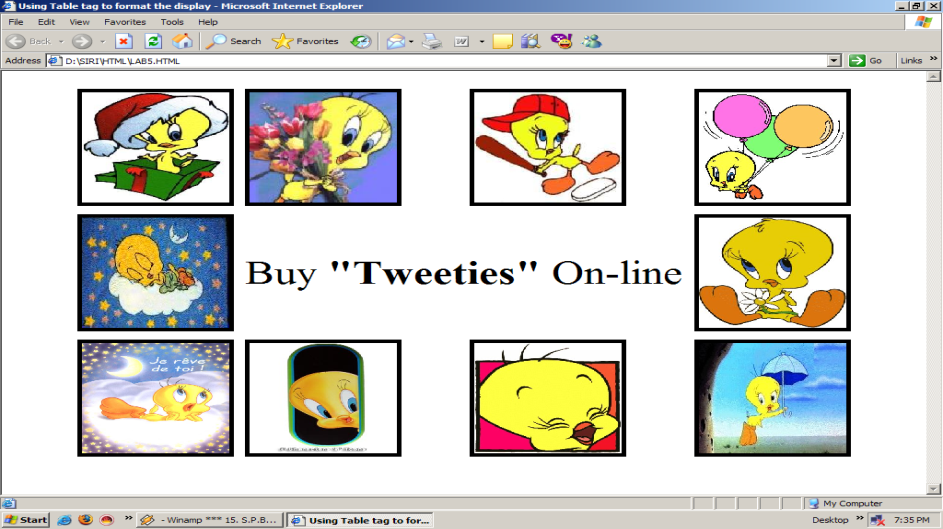 Using Table tag to format the display - Microsoft Internet Explorer
File Edit View Favorites Tools Help
Back Search Favorites W
Address D:\SIRI\HTML\LAB5.HTML Go Links »
Je rêve
de toi !
Buy "Tweeties" On-line
My Computer
Start » - Winamp *** 15. S.P.B... Using Table tag to for... Desktop » 7:35 PM